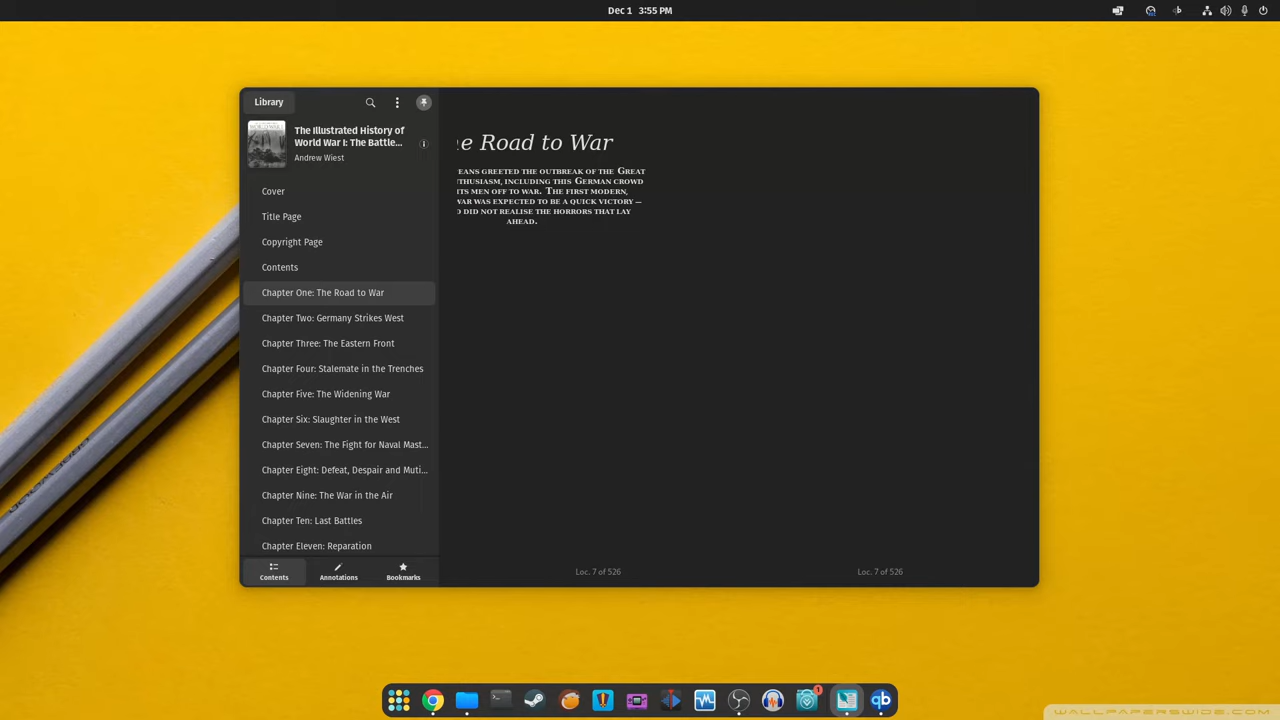 Dec 1 3:55 PM
Library
The Illustrated History of
World War I: The Battle...
Andrew Wiest
Cover
Title Page
Copyright Page
Contents
Chapter One: The Road to War
Chapter Two: Germany Strikes West
Chapter Three: The Eastern Front
Chapter Four: Stalemate in the Trenches
Chapter Five: The Widening War
Chapter Six: Slaughter in the West
Chapter Seven: The Fight for Naval Mast...
Chapter Eight: Defeat, Despair and Muti...
Chapter Nine: The War in the Air
Chapter Ten: Last Battles
Chapter Eleven: Reparation
Contents
Annotations
Bookmarks
e Road to War
EANS GREETED THE OUTBREAK OF THE GREAT
THUSIASM, INCLUDING THIS GERMAN CROWD
ITS MEN OFF TO WAR. THE FIRST MODERN,
WAR WAS EXPECTED TO BE A QUICK VICTORY —
O DID NOT REALISE THE HORRORS THAT LAY
AHEAD.
Loc. 7 of 526
Loc. 7 of 526
1
qb
WALLPAPERSWIDE.COM